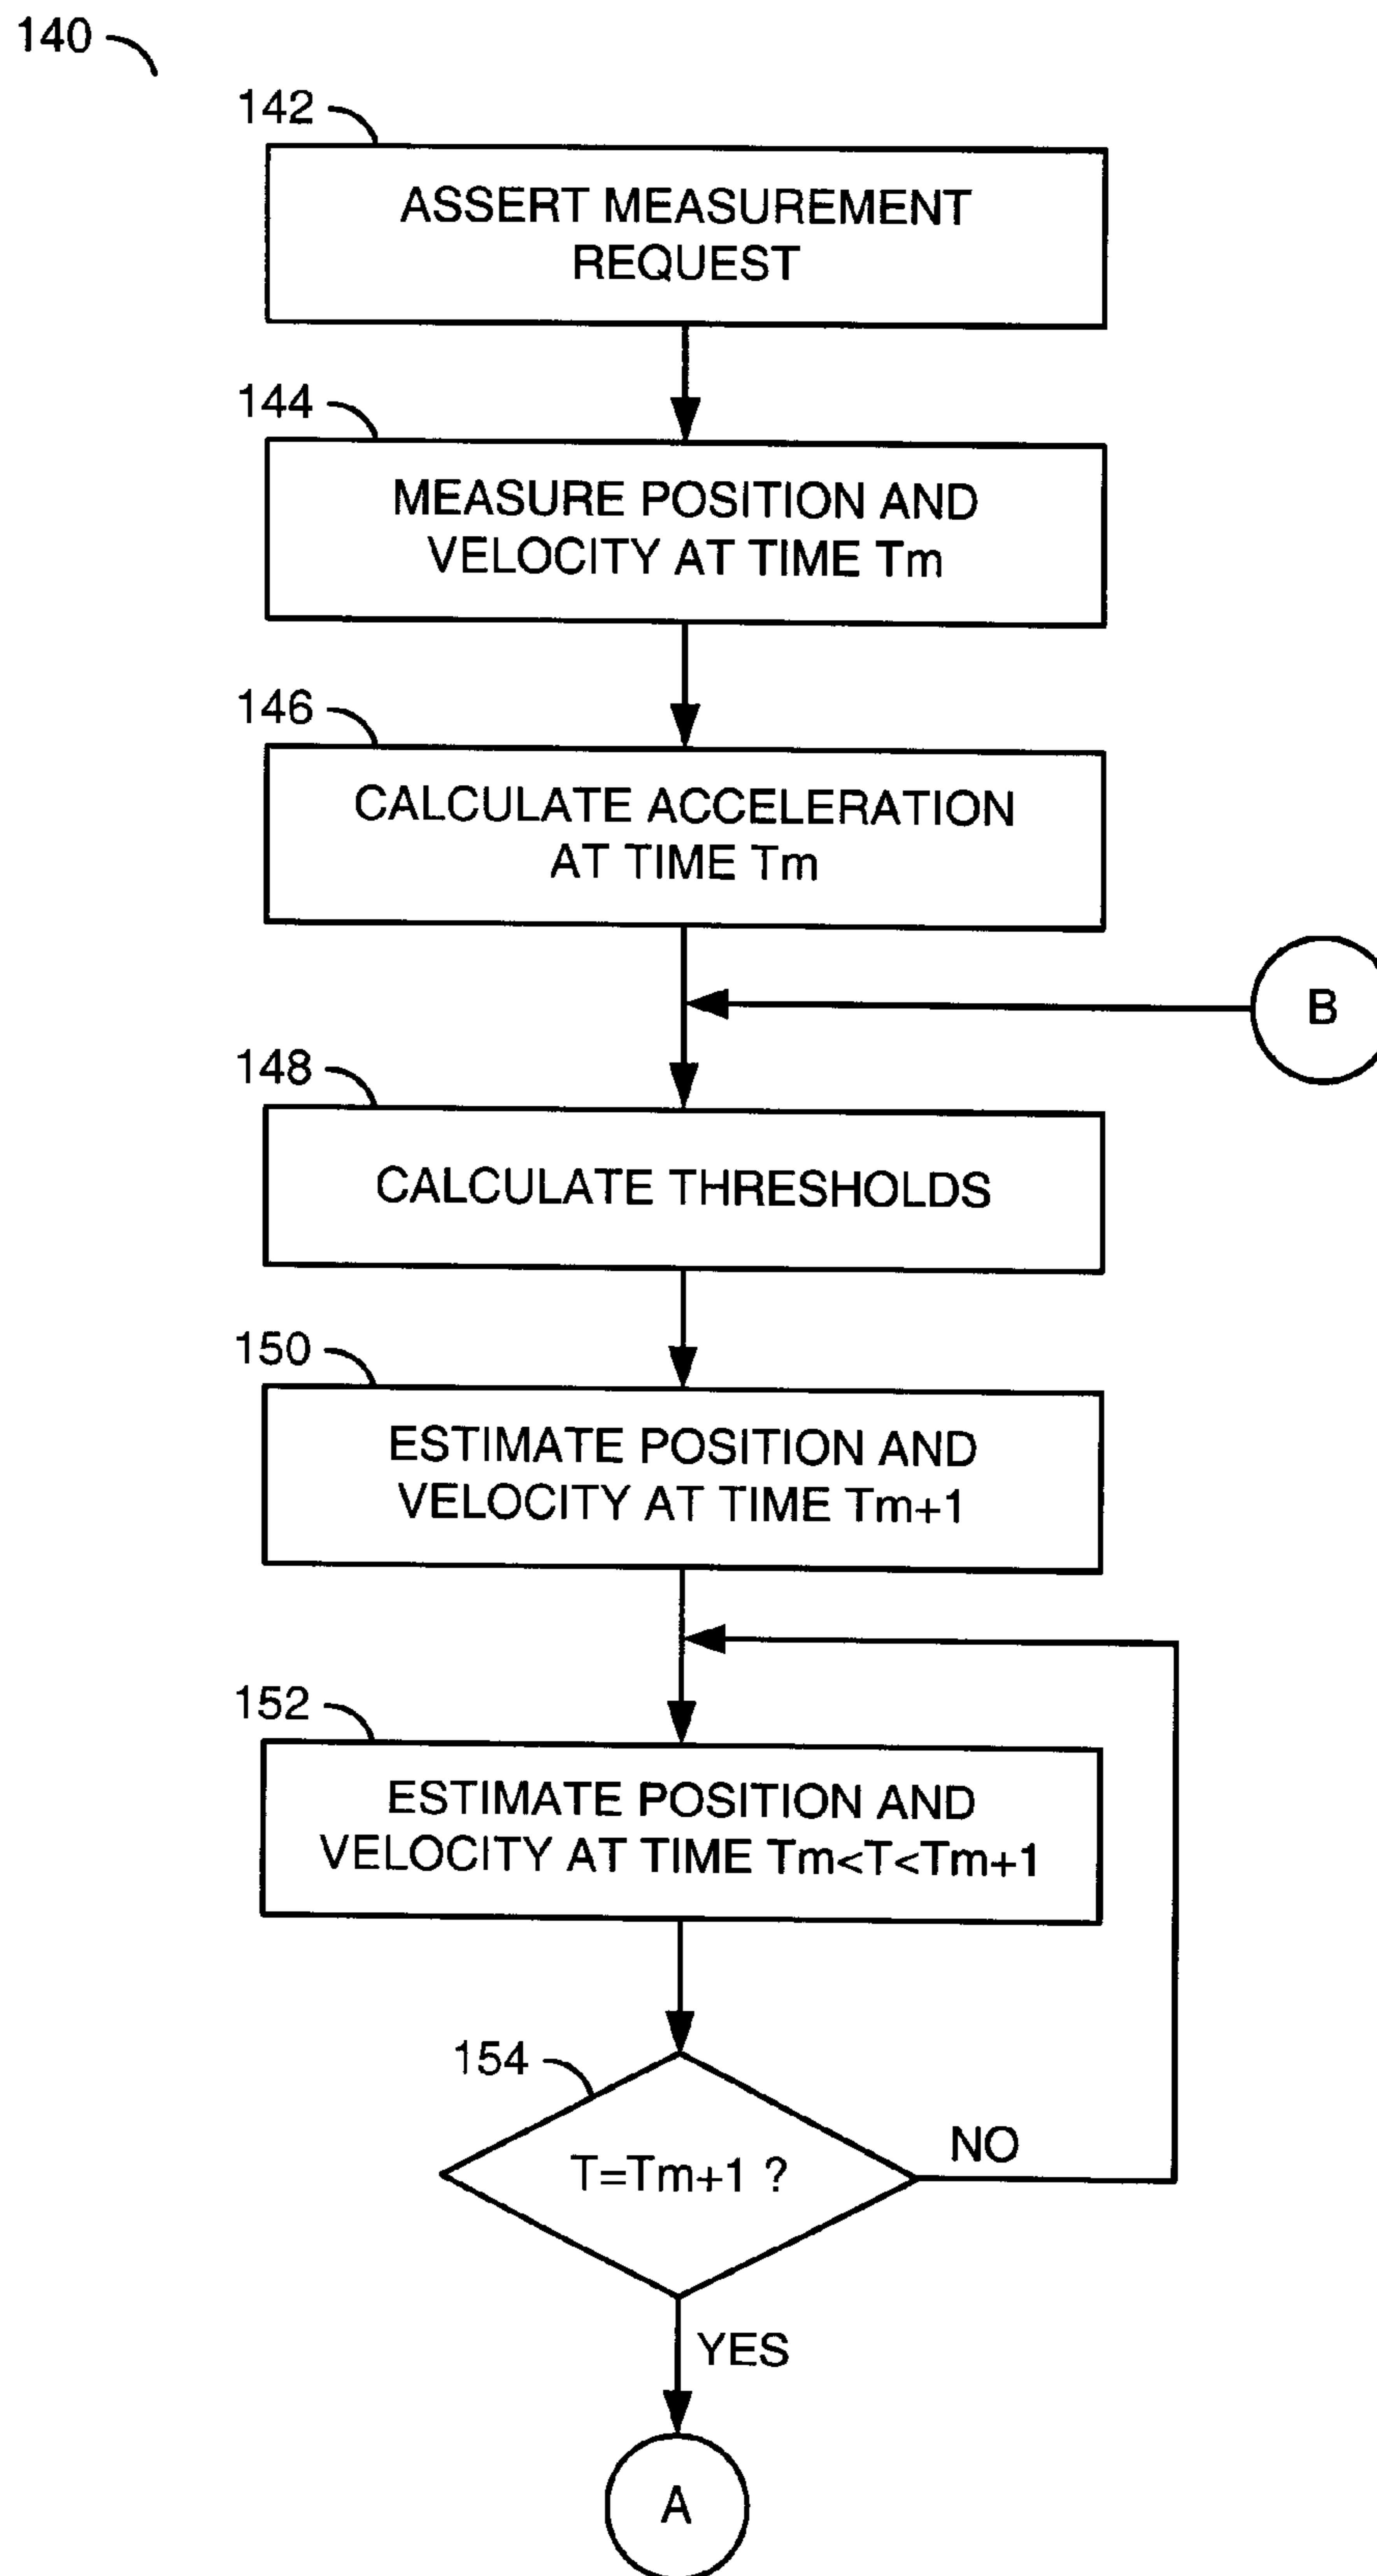 140
142
ASSERT MEASUREMENT
REQUEST
144
MEASURE POSITION AND
VELOCITY AT TIME Tm
146
CALCULATE ACCELERATION
AT TIME Tm
B
148
CALCULATE THRESHOLDS
150
ESTIMATE POSITION AND
VELOCITY AT TIME Tm+1
152
ESTIMATE POSITION AND
VELOCITY AT TIME Tm<T<Tm+1
154
T=Tm+1 ?
NO
YES
A